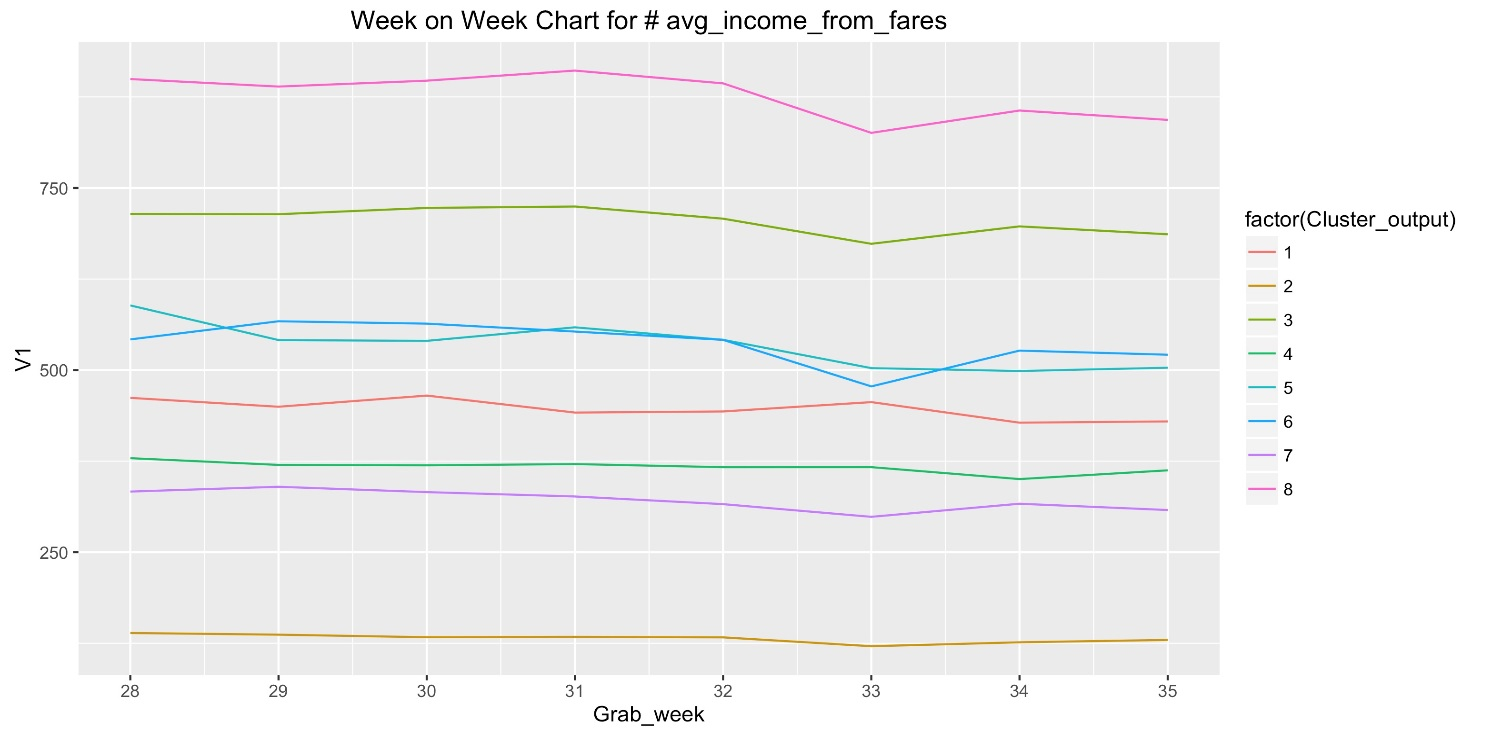 Week on Week Chart for # avg_income_from_fares
V1
750
500
250
28 29 30 31 32 33 34 35
Grab_week
factor(Cluster_output)
1
2
3
4
5
6
7
8